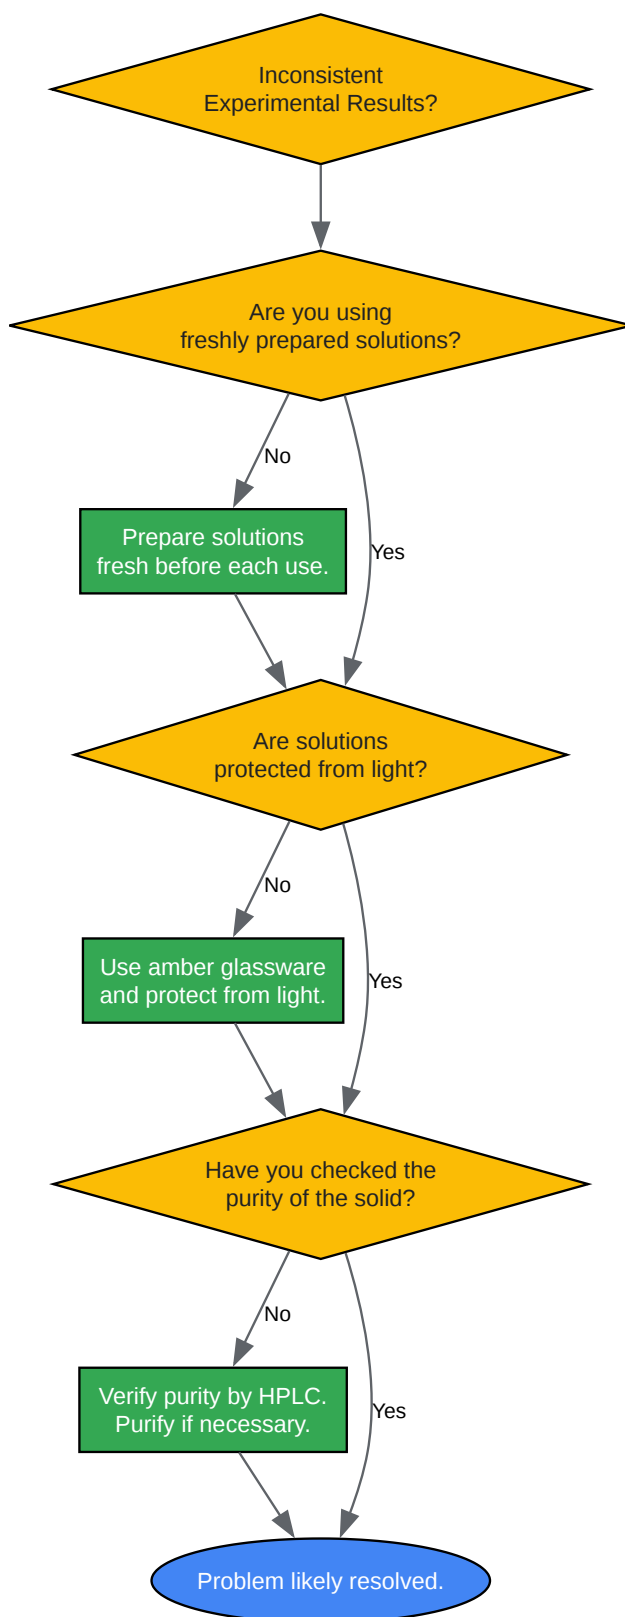 Inconsistent
Experimental Results?
Are you using
freshly prepared solutions?
No
Prepare solutions
fresh before each use.
Yes
Are solutions
protected from light?
No
Use amber glassware
and protect from light.
Yes
Have you checked the
purity of the solid?
No
Verify purity by HPLC.
Purify if necessary.
Yes
Problem likely resolved.